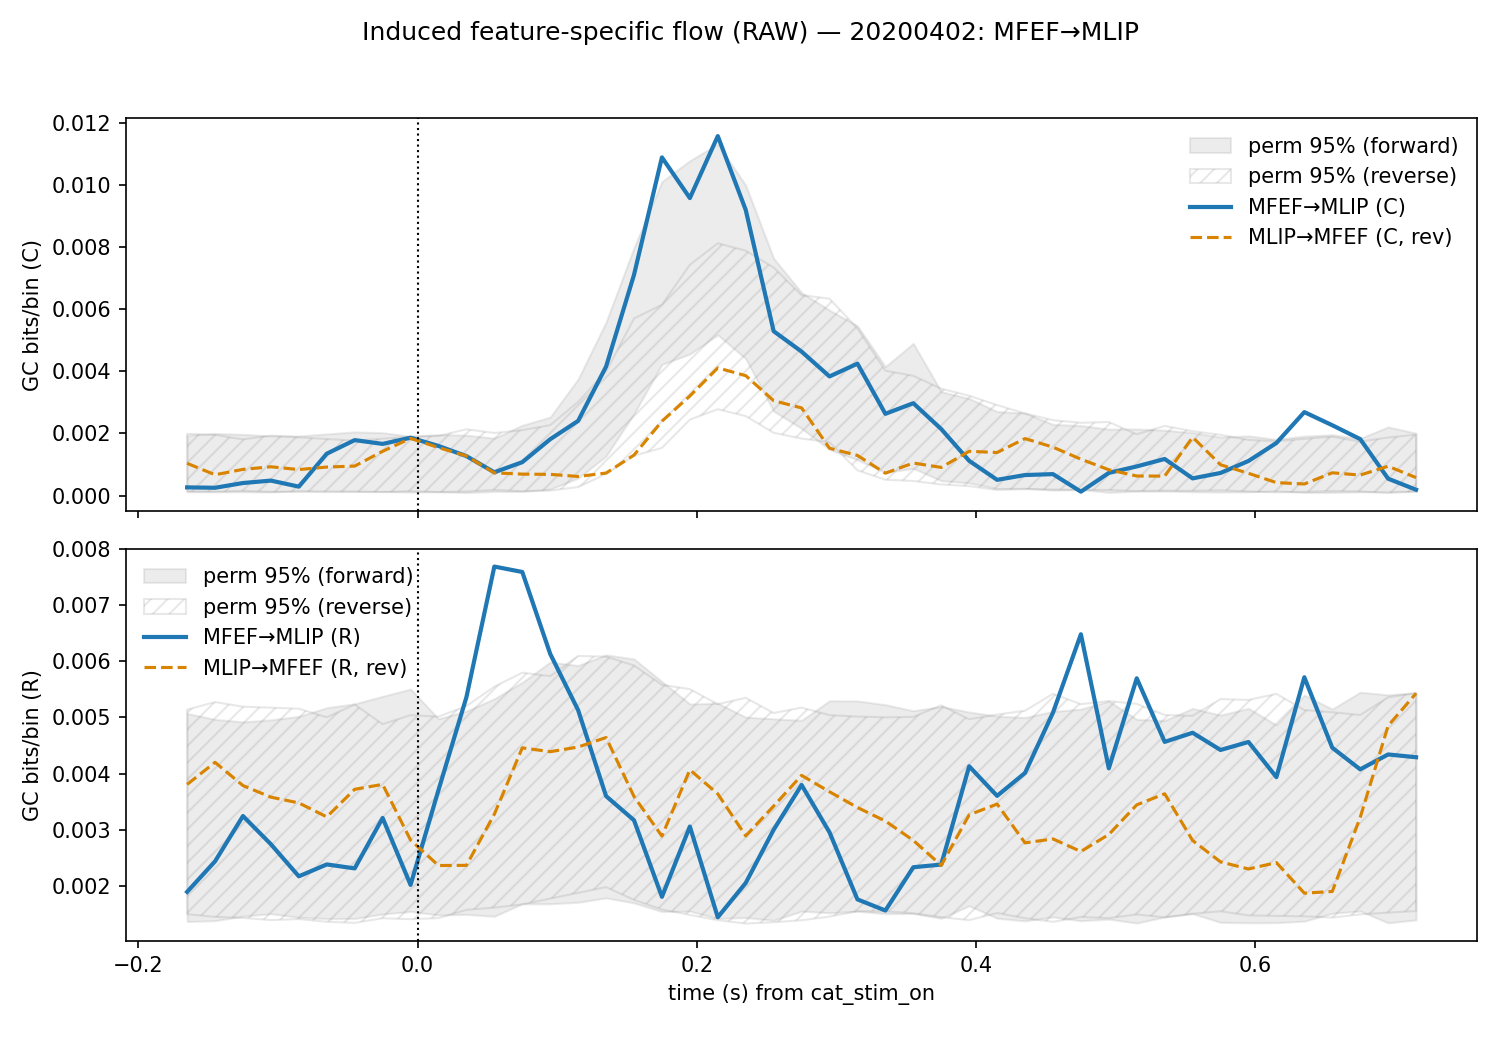 Induced feature-specific flow (RAW) — 20200402: MFEF→MLIP
GC bits/bin (C)
0.012
0.010
0.008
0.006
0.004
0.002
0.000
perm 95% (forward)
perm 95% (reverse)
MFEF→MLIP (C)
MLIP→MFEF (C, rev)
GC bits/bin (R)
0.008
0.007
0.006
0.005
0.004
0.003
0.002
perm 95% (forward)
perm 95% (reverse)
MFEF→MLIP (R)
MLIP→MFEF (R, rev)
−0.2 0.0 0.2 0.4 0.6
time (s) from cat_stim_on